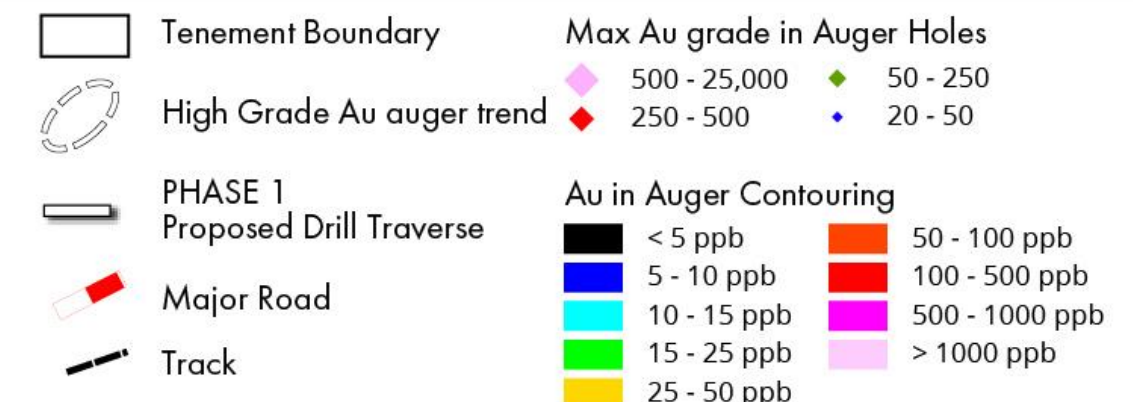 Tenement Boundary
High Grade Au auger trend
PHASE 1
Proposed Drill Traverse
Major Road
Track
Max Au grade in Auger Holes
500 - 25,000
250 - 500
50 - 250
20 - 50
Au in Auger Contouring
< 5 ppb
5 - 10 ppb
10 - 15 ppb
15 - 25 ppb
25 - 50 ppb
50 - 100 ppb
100 - 500 ppb
500 - 1000 ppb
> 1000 ppb